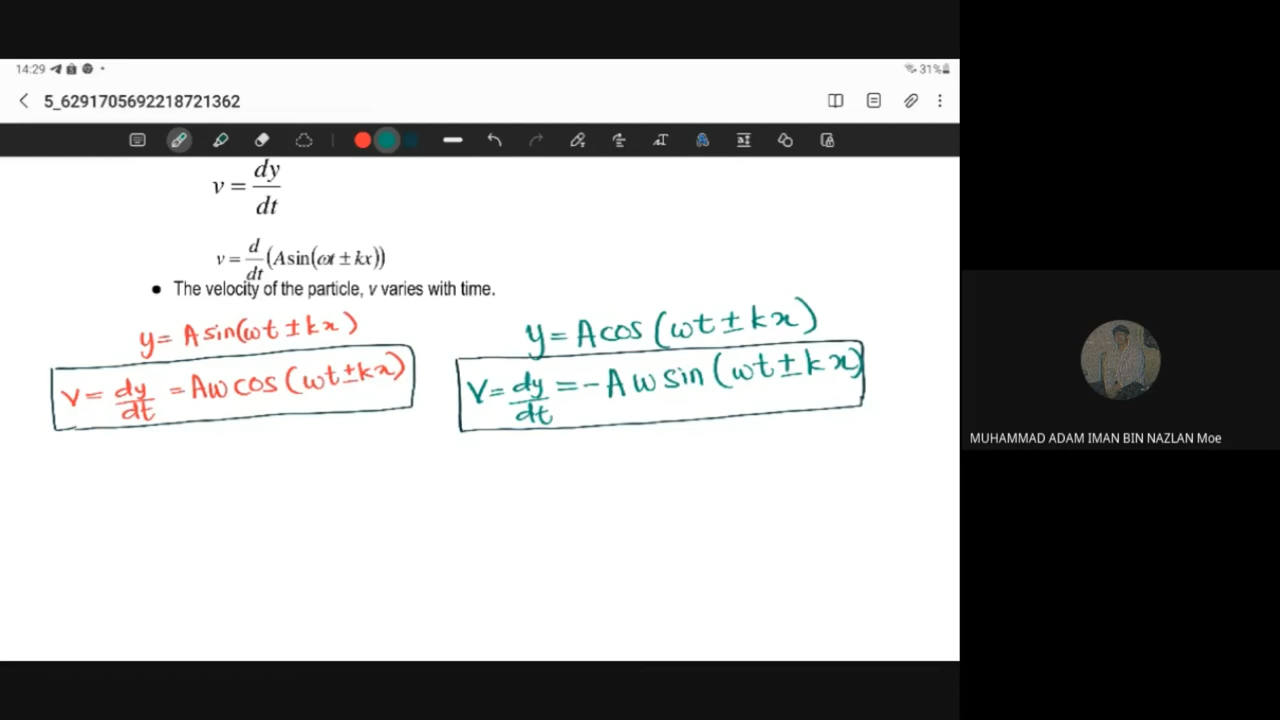 14:29
31%
5_6291705692218721362
v = dy/dt
v = d/dt (A sin(ωt ± kx))
• The velocity of the particle, v varies with time.
y = A sin(ωt ± kx)
v = dy/dt = Aω cos (ωt ± kx)
y = A cos (ωt ± kx)
v = dy/dt = -A ω sin (ωt ± kx)
MUHAMMAD ADAM IMAN BIN NAZLAN Moe